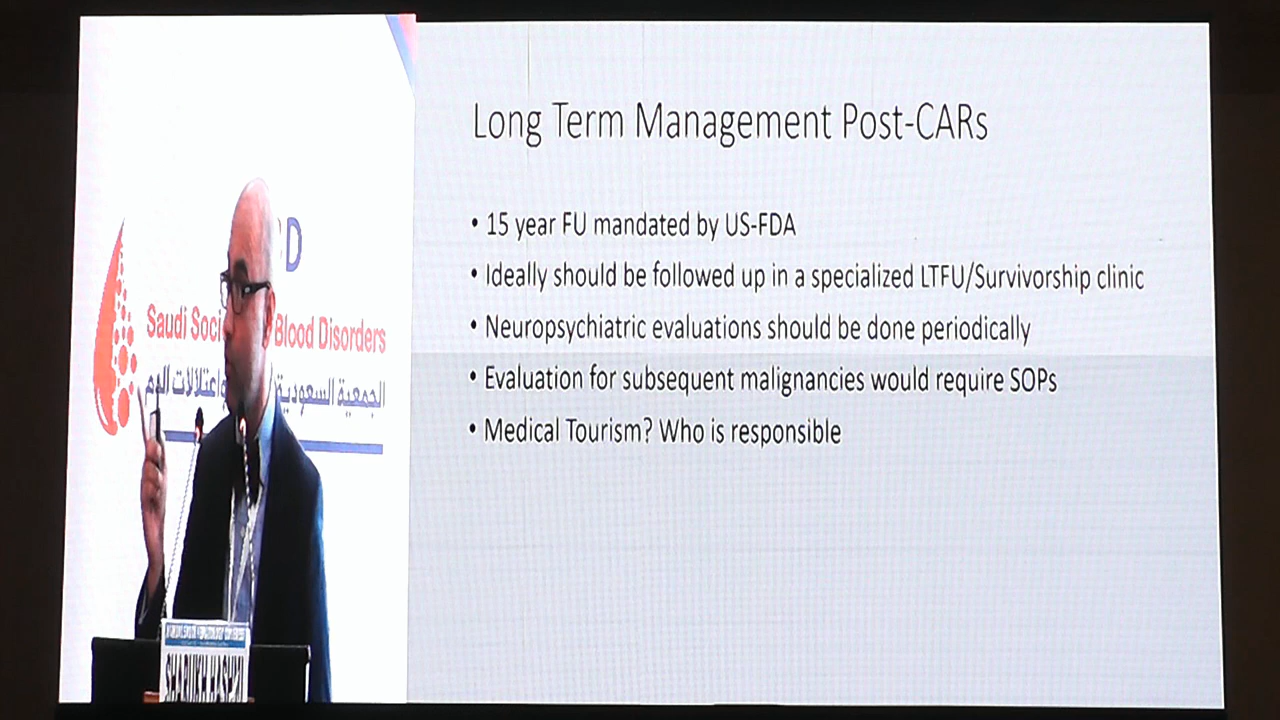 Long Term Management Post-CARs
• 15 year FU mandated by US-FDA
• Ideally should be followed up in a specialized LTFU/Survivorship clinic
• Neuropsychiatric evaluations should be done periodically
• Evaluation for subsequent malignancies would require SOPs
• Medical Tourism? Who is responsible
D
Saudi Blood Disorders
الجمعية السعودية
الدم